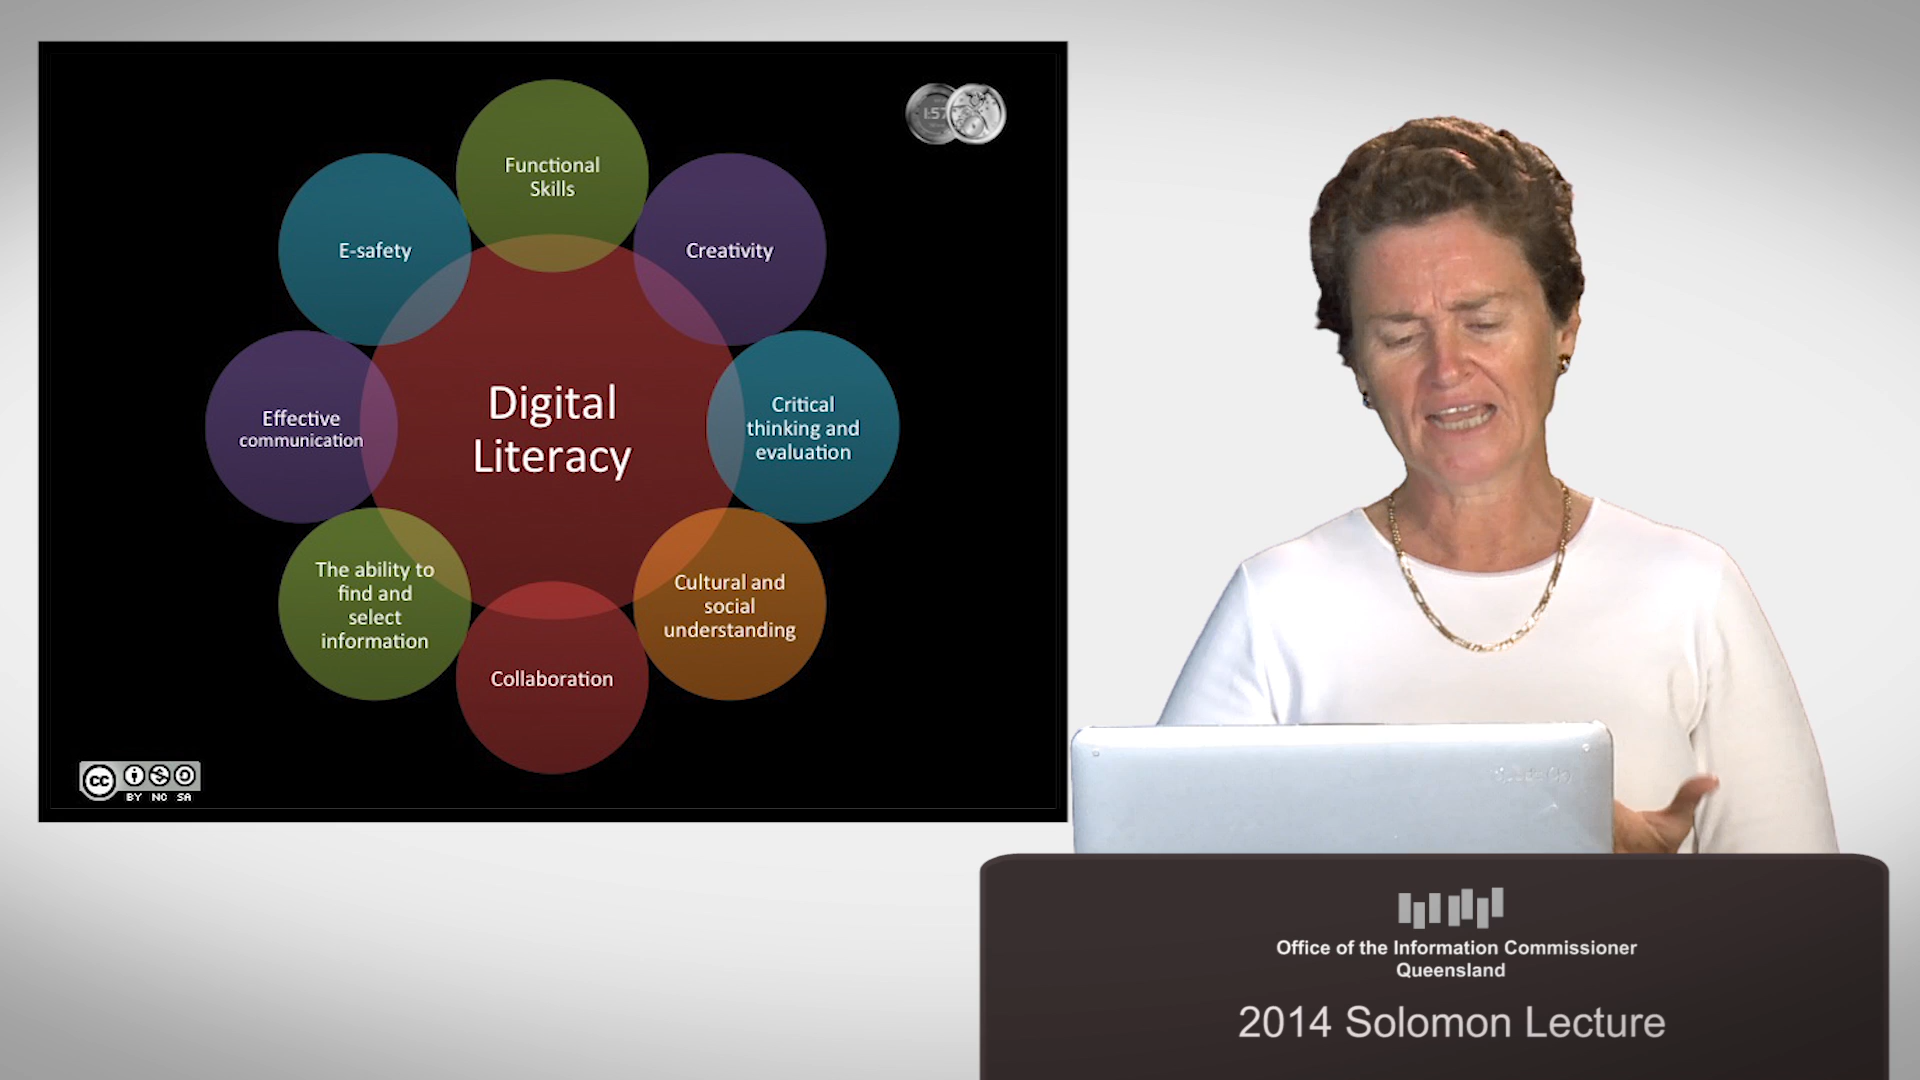 Functional
Skills
Creativity
Critical
thinking and
evaluation
Cultural and
social
understanding
Collaboration
The ability to
find and
select
information
Effective
communication
E-safety
Digital
Literacy
CC
BY NC SA
Office of the Information Commissioner
Queensland
2014 Solomon Lecture